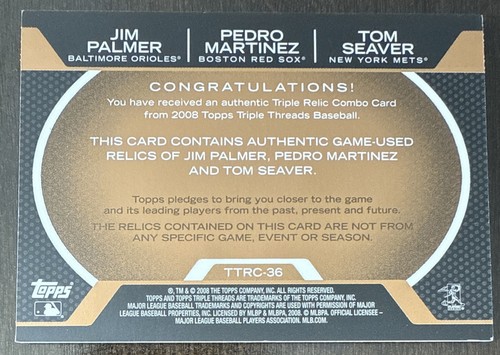 JIM PALMER
BALTIMORE ORIOLES®
PEDRO MARTINEZ
BOSTON RED SOX®
TOM SEAVER
NEW YORK METS®
CONGRATULATIONS!
You have received an authentic Triple Relic Combo Card
from 2008 Topps Triple Threads Baseball.
THIS CARD CONTAINS AUTHENTIC GAME-USED
RELICS OF JIM PALMER, PEDRO MARTINEZ
AND TOM SEAVER.
Topps pledges to bring you closer to the game
and its leading players from the past, present and future.
THE RELICS CONTAINED ON THIS CARD ARE NOT FROM
ANY SPECIFIC GAME, EVENT OR SEASON.
TTRC-36
Topps
®, TM & © 2008 THE TOPPS COMPANY, INC. ALL RIGHTS RESERVED.
TOPPS AND TOPPS TRIPLE THREADS ARE TRADEMARKS OF THE TOPPS COMPANY, INC.
MAJOR LEAGUE BASEBALL TRADEMARKS AND COPYRIGHTS ARE USED WITH PERMISSION OF MAJOR
LEAGUE BASEBALL PROPERTIES, INC. LICENSED BY MLBP & MLBPA, 2008. © MLBPA. OFFICIAL LICENSEE -
MAJOR LEAGUE BASEBALL PLAYERS ASSOCIATION. MLB.COM.